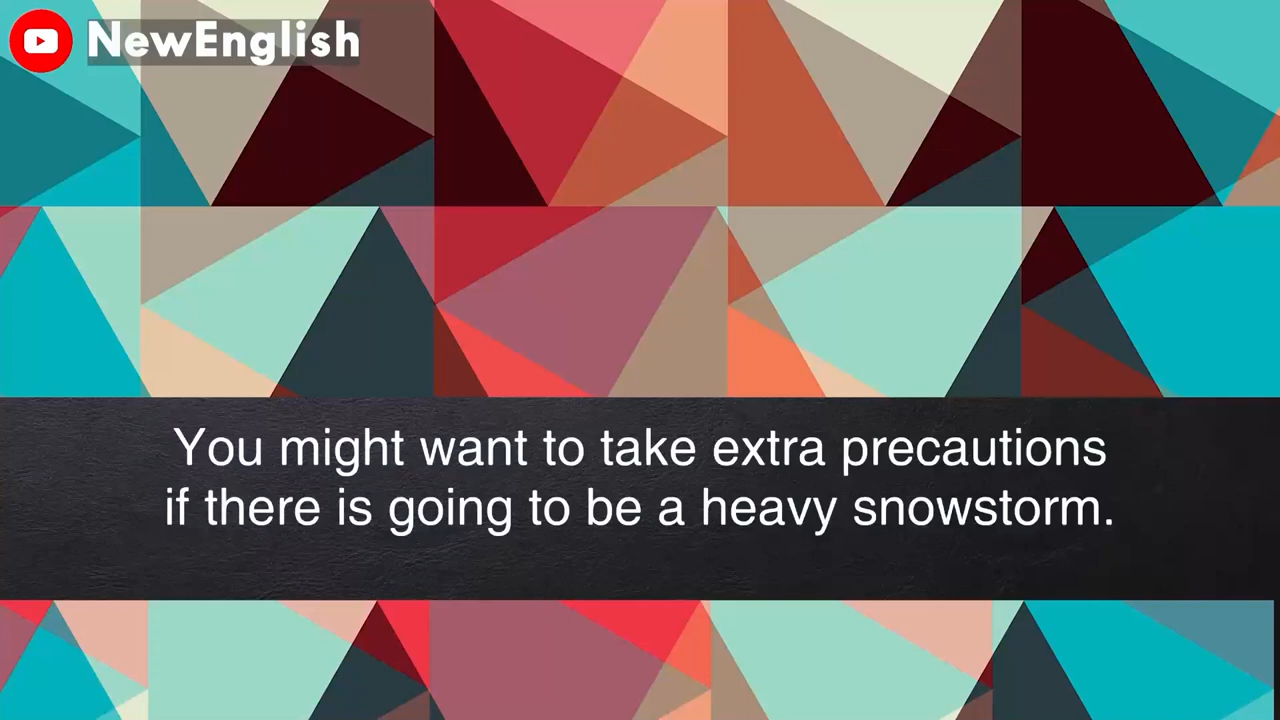 NewEnglish
You might want to take extra precautions
if there is going to be a heavy snowstorm.